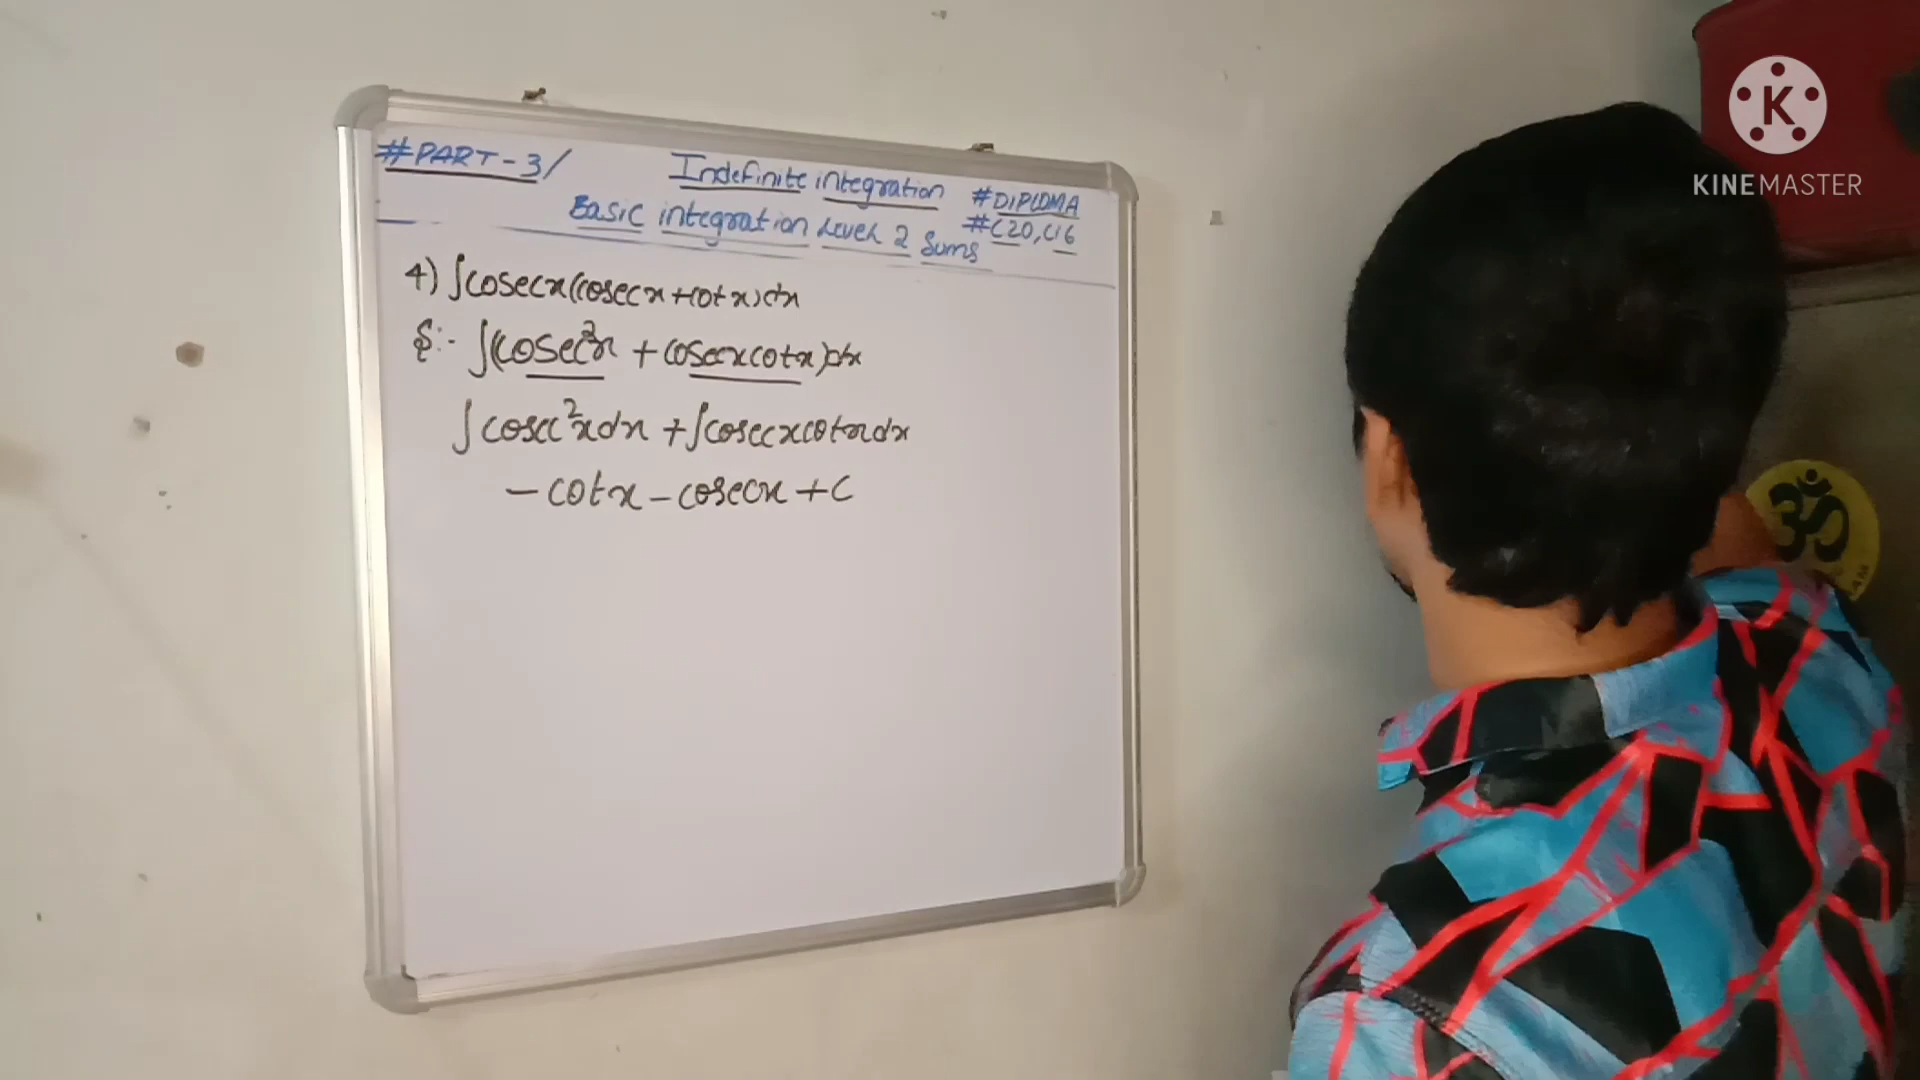 #PART-3/
Indefinite integration
#DIPLOMA
Basic integration Level 2 Sums
#C20, C16
4) ∫cosecx(cosecx+cotx)dx
S:- ∫(cosec²x + cosecxcotx)dx
∫cosec²xdx + ∫cosecxcotxdx
- cotx - cosecx + c
K
KINEMASTER
ॐ